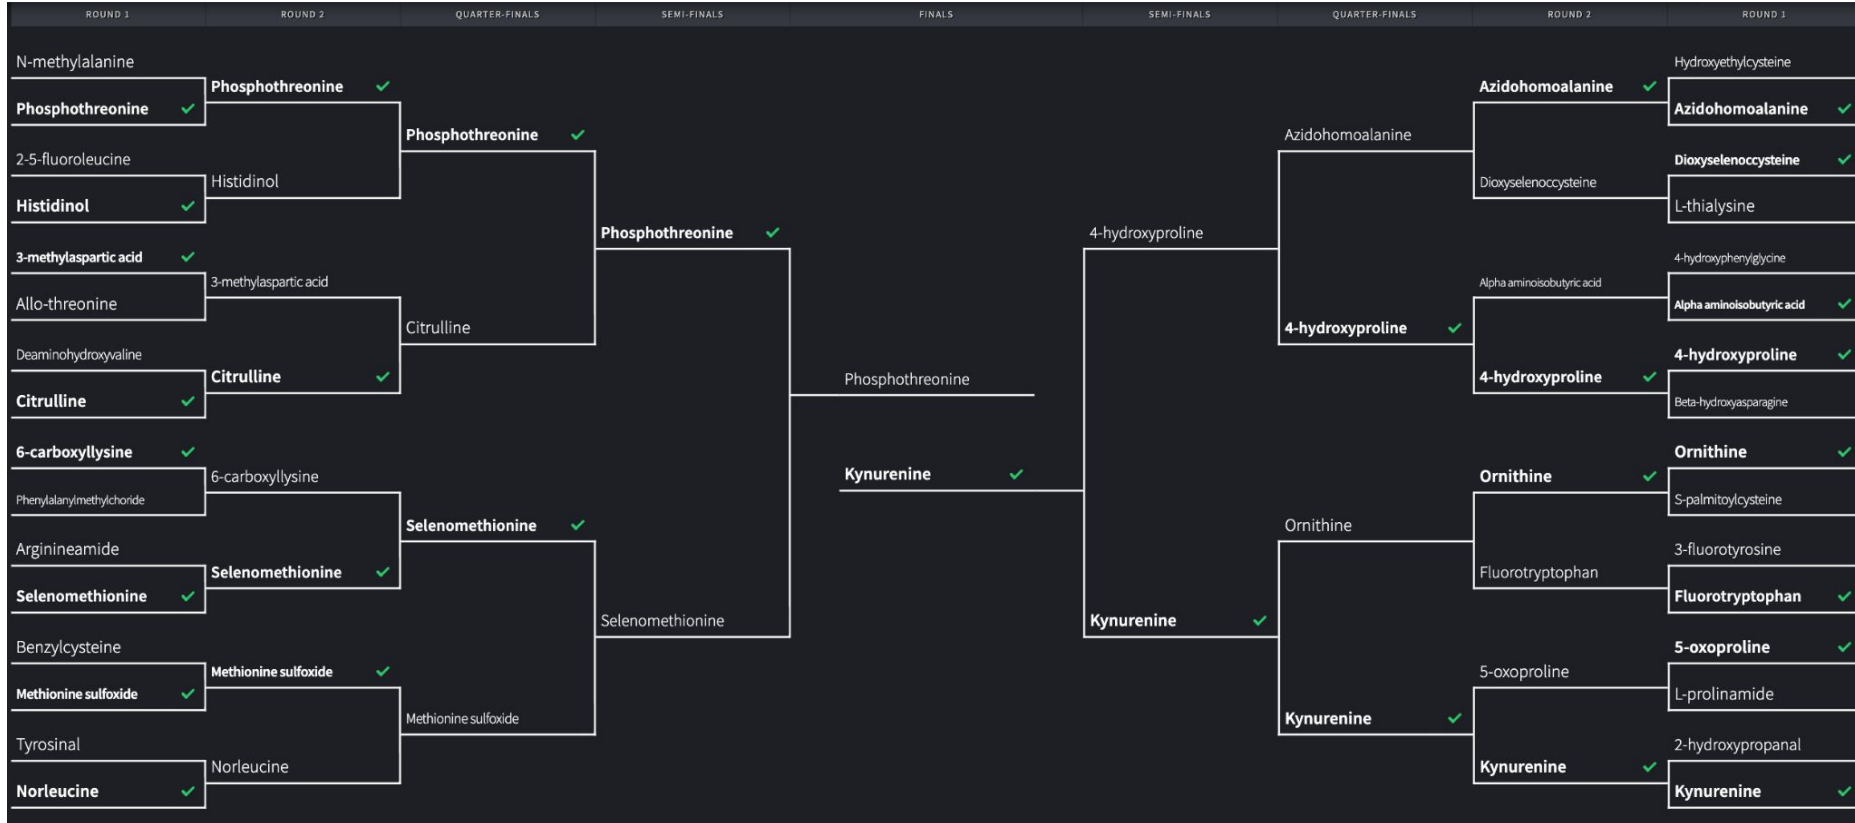 ROUND 1
ROUND 2
QUARTER-FINALS
SEMI-FINALS
FINALS
SEMI-FINALS
QUARTER-FINALS
ROUND 2
ROUND 1
N-methylalanine
Phosphothreonine
2-5-fluoroleucine
Histidinol
3-methylaspartic acid
Allo-threonine
Deaminohydroxyvaline
Citrulline
6-carboxyllysine
Phenylalanylmethylchoride
Arginineamide
Selenomethionine
Benzylcysteine
Methionine sulfoxide
Tyrosinal
Norleucine
Phosphothreonine
Histidinol
3-methylaspartic acid
Citrulline
6-carboxyllysine
Selenomethionine
Methionine sulfoxide
Norleucine
Phosphothreonine
Citrulline
Selenomethionine
Methionine sulfoxide
Phosphothreonine
Selenomethionine
Phosphothreonine
Kynurenine
4-hydroxyproline
Kynurenine
Azidohomoalanine
4-hydroxyproline
Ornithine
Kynurenine
Azidohomoalanine
Dioxyselenoccysteine
Alpha aminoisobutyric acid
4-hydroxyproline
Ornithine
Fluorotryptophan
5-oxoproline
Kynurenine
Hydroxyethylcysteine
Azidohomoalanine
Dioxyselenoccysteine
L-thialysine
4-hydroxyphenylglycine
Alpha aminoisobutyric acid
4-hydroxyproline
Beta-hydroxyasparagine
Ornithine
S-palmitoylcysteine
3-fluorotyrosine
Fluorotryptophan
5-oxoproline
L-prolinamide
2-hydroxypropanal
Kynurenine